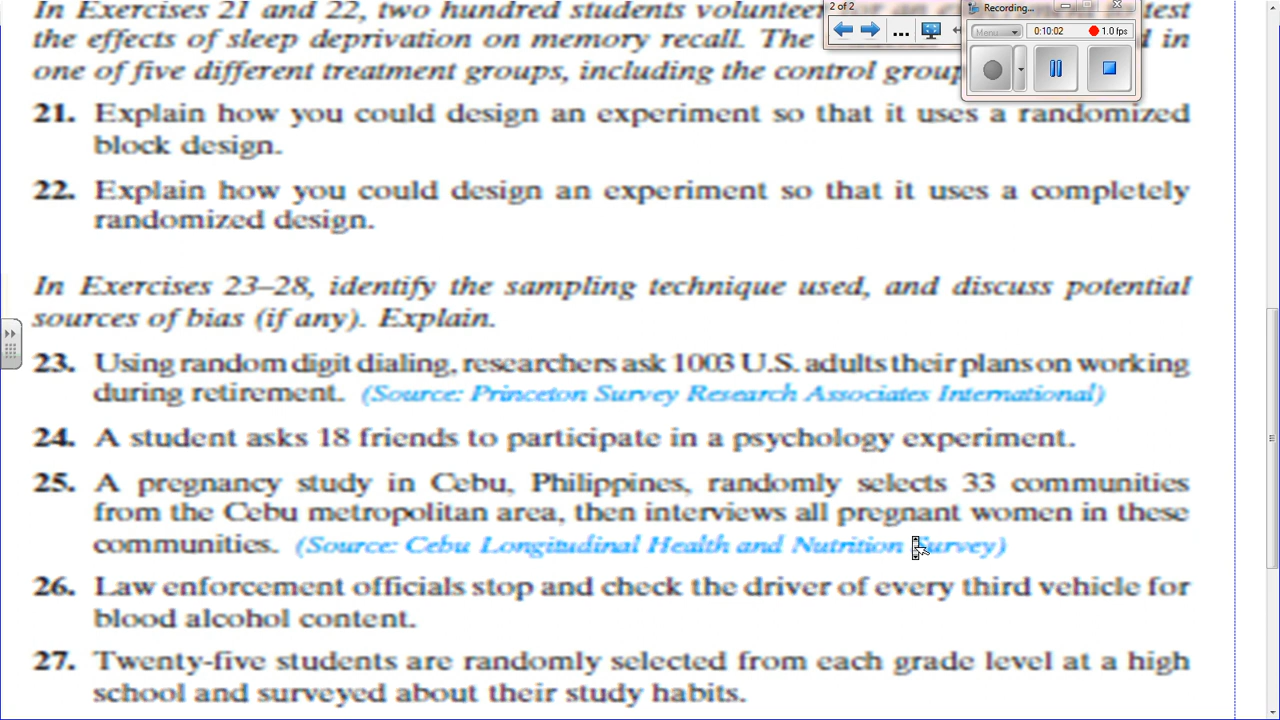 In Exercises 21 and 22, two hundred students volunteer for an experiment to test
2 of 2
Recording...
the effects of sleep deprivation on memory recall. The d in
...
Menu
0:10:02
1.0 fps
one of five different treatment groups, including the control group
21. Explain how you could design an experiment so that it uses a randomized
block design.
22. Explain how you could design an experiment so that it uses a completely
randomized design.
In Exercises 23–28, identify the sampling technique used, and discuss potential
sources of bias (if any). Explain.
23. Using random digit dialing, researchers ask 1003 U.S. adults their plans on working
during retirement. (Source: Princeton Survey Research Associates International)
24. A student asks 18 friends to participate in a psychology experiment.
25. A pregnancy study in Cebu, Philippines, randomly selects 33 communities
from the Cebu metropolitan area, then interviews all pregnant women in these
communities. (Source: Cebu Longitudinal Health and Nutrition Survey)
26. Law enforcement officials stop and check the driver of every third vehicle for
blood alcohol content.
27. Twenty-five students are randomly selected from each grade level at a high
school and surveyed about their study habits.